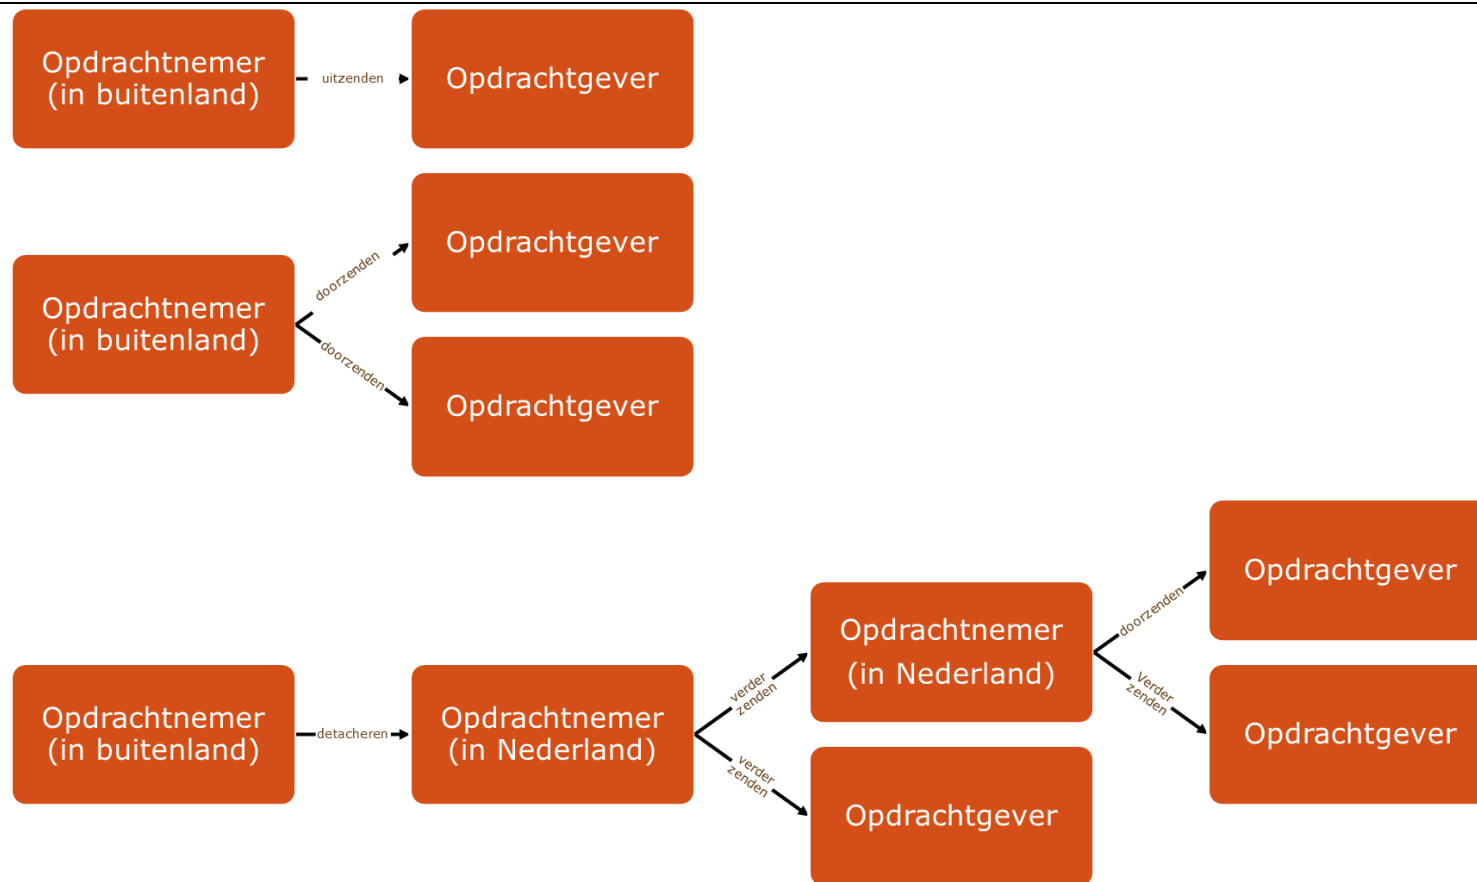 Opdrachtnemer
(in buitenland)
uitzenden
Opdrachtgever
Opdrachtnemer
(in buitenland)
doorzenden
Opdrachtgever
doorzenden
Opdrachtgever
Opdrachtnemer
(in buitenland)
detacheren
Opdrachtnemer
(in Nederland)
verder
zenden
Opdrachtnemer
(in Nederland)
doorzenden
Opdrachtgever
Verder
zenden
Opdrachtgever
verder
zenden
Opdrachtgever